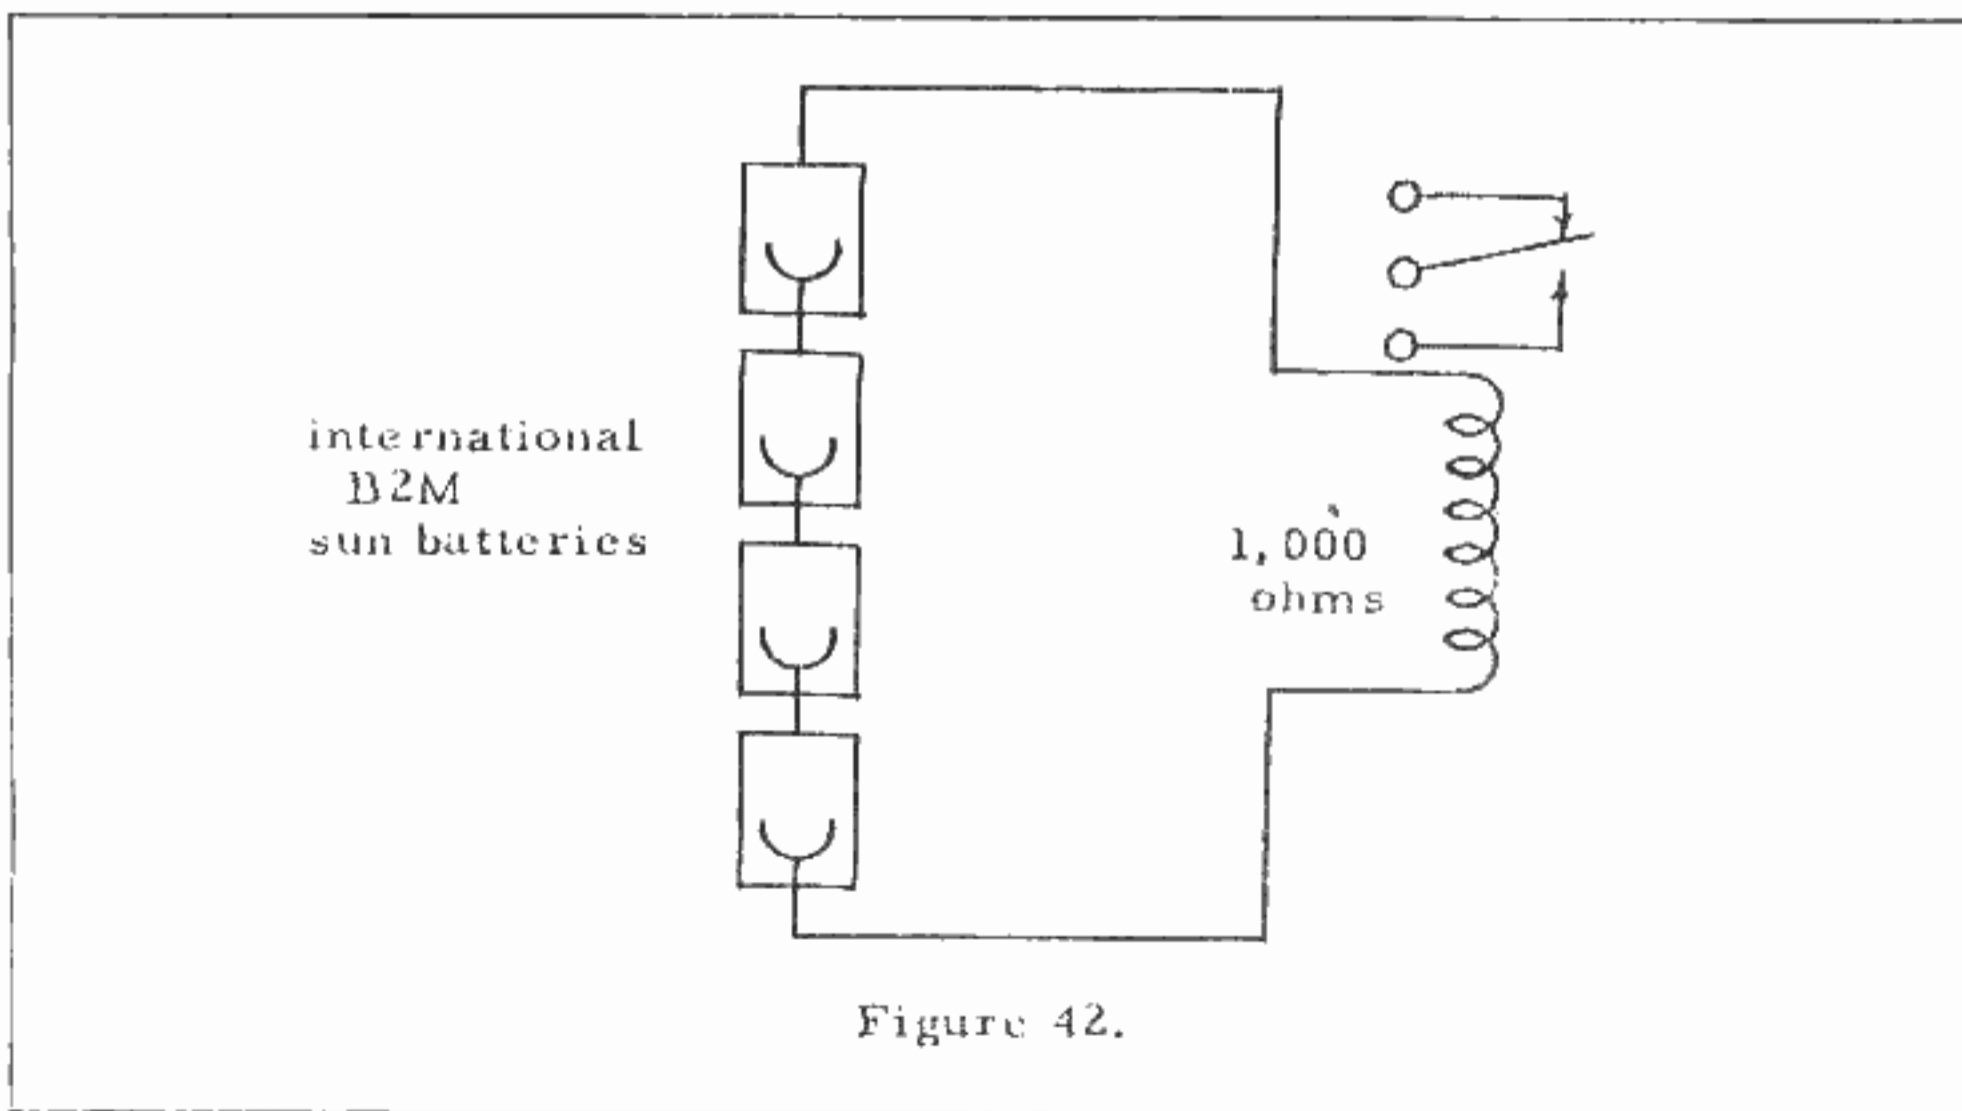 international
B2M
sun batteries
1,000
ohms
Figure 42.